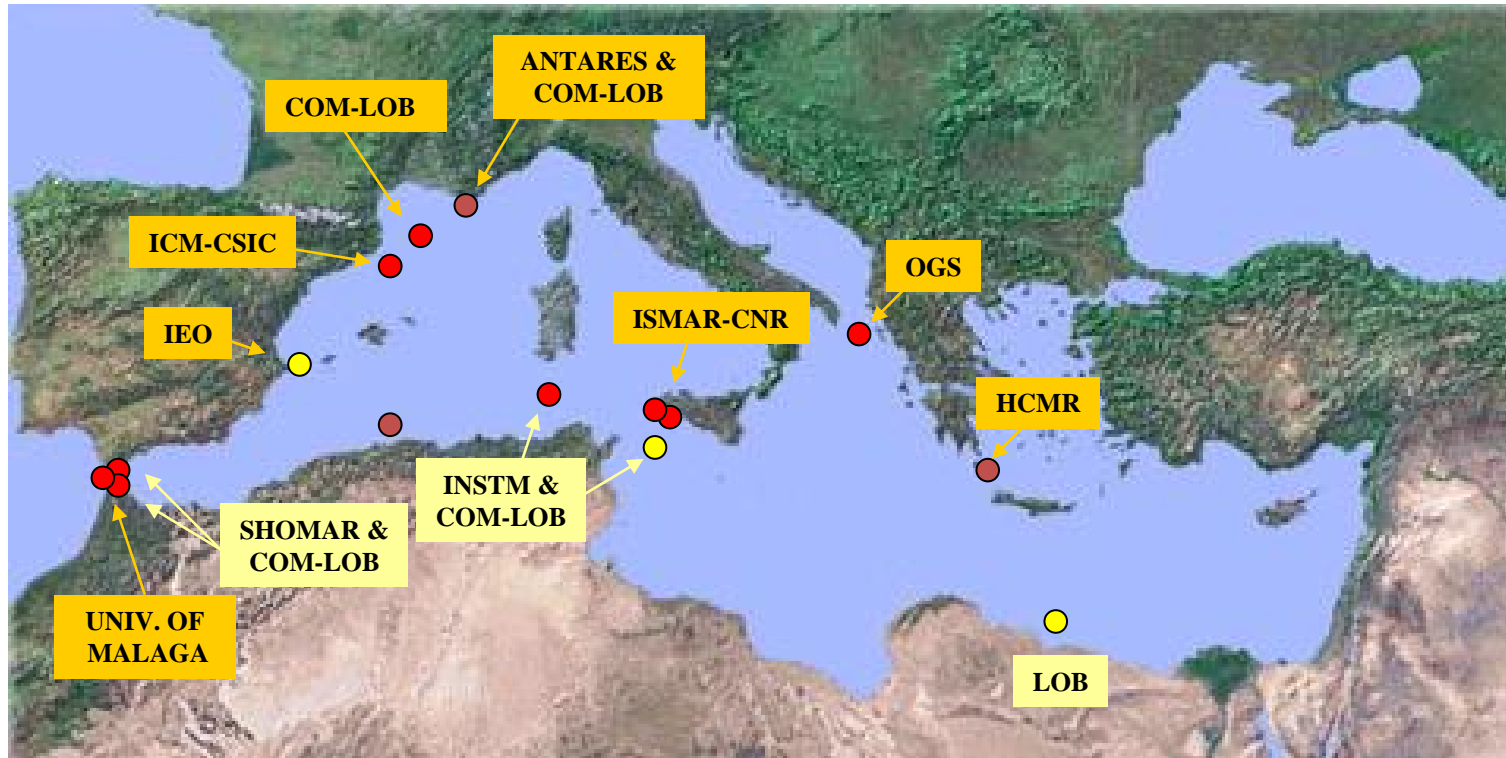 ANTARES &
COM-LOB
COM-LOB
ICM-CSIC
OGS
IEO
ISMAR-CNR
HCMR
INSTM &
COM-LOB
SHOMAR &
COM-LOB
UNIV. OF
MALAGA
LOB